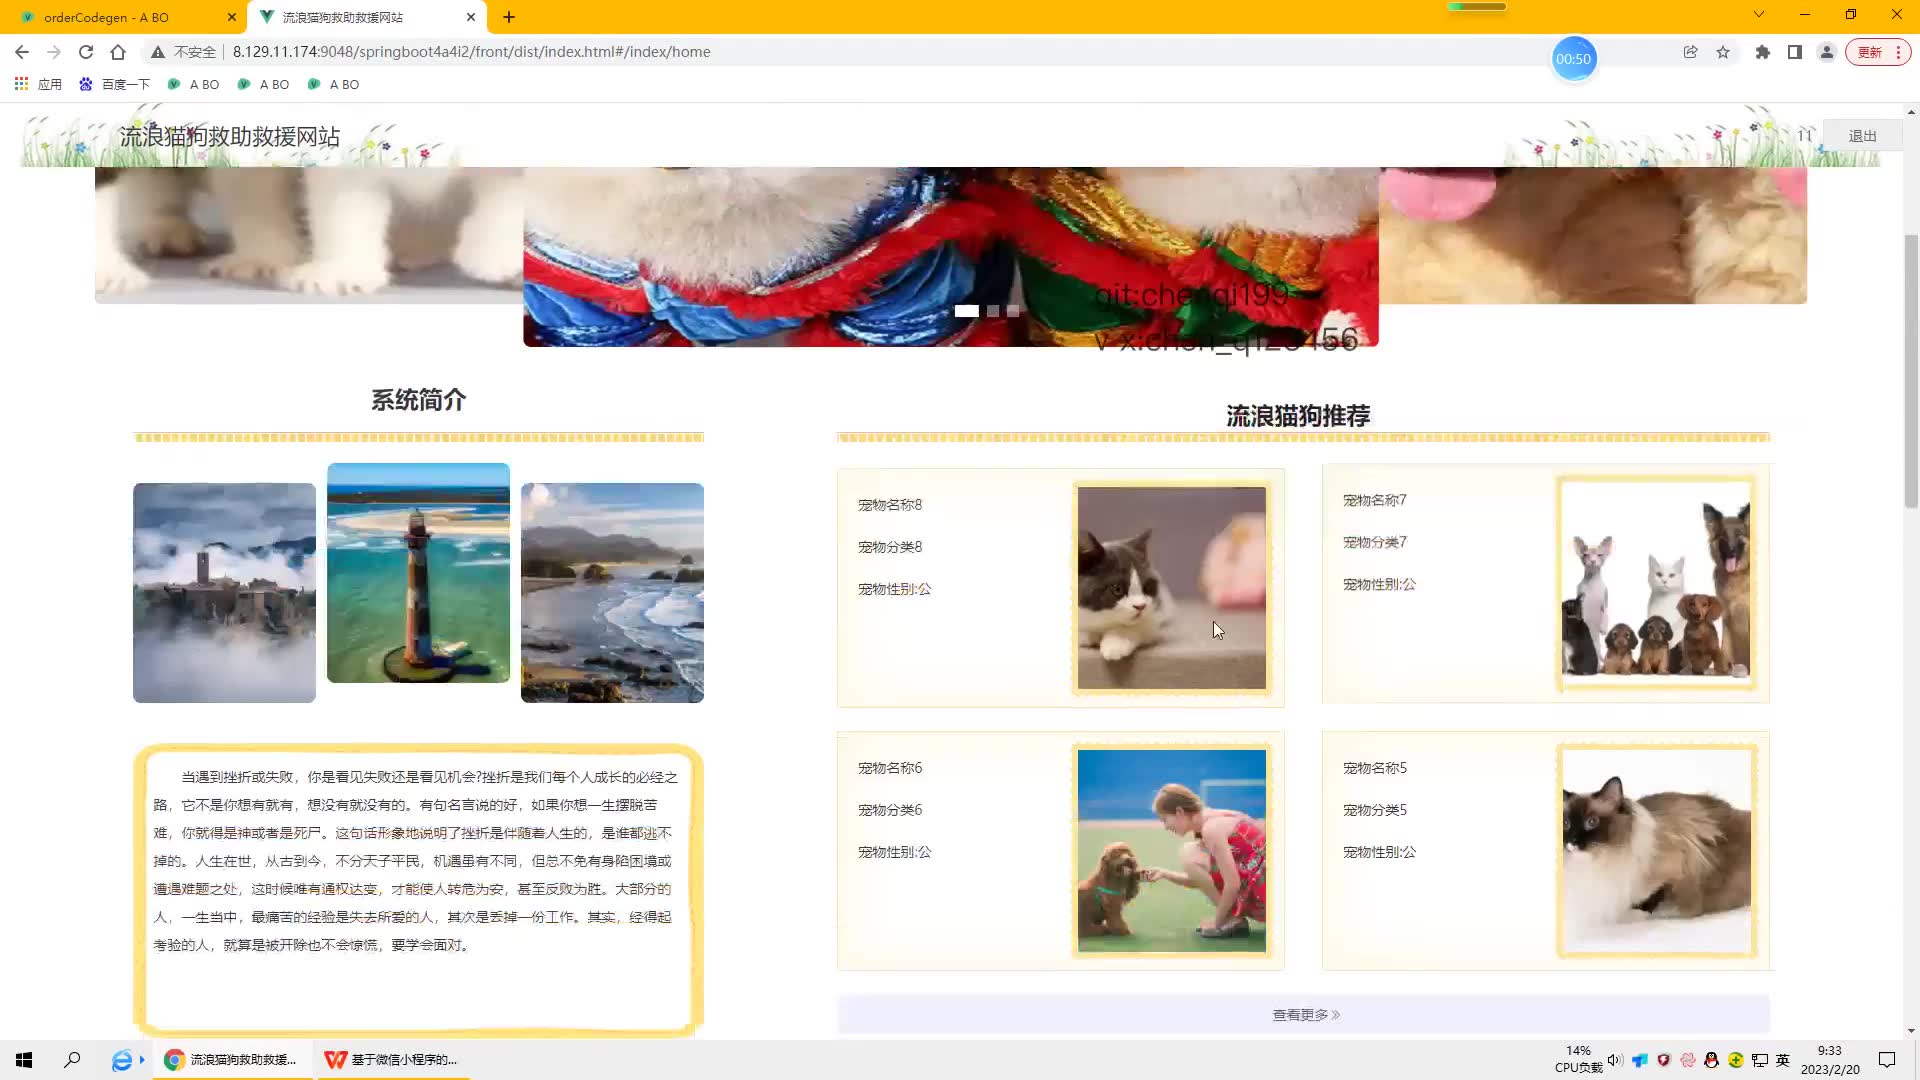 orderCodegen - A BO
流浪猫狗救助救援网站
00:50
不安全
8.129.11.174:9048/springboot4a4i2/front/dist/index.html#/index/home
更新
应用
百度一下
A BO
A BO
A BO
流浪猫狗救助救援网站
11
退出
git:chenqi199
v x:chen_q123456
系统简介
流浪猫狗推荐
宠物名称8
宠物分类8
宠物性别:公
宠物名称7
宠物分类7
宠物性别:公
宠物名称6
宠物分类6
宠物性别:公
宠物名称5
宠物分类5
宠物性别:公
当遇到挫折或失败，你是看见失败还是看见机会?挫折是我们每个人成长的必经之
路，它不是你想有就有，想没有就没有的。有句名言说的好，如果你想一生摆脱苦
难，你就得是神或者是死尸。这句话形象地说明了挫折是伴随着人生的，是谁都逃不
掉的。人生在世，从古到今，不分天子平民，机遇虽有不同，但总不免有身陷困境或
遭遇难题之处，这时候唯有通权达变，才能使人转危为安，甚至反败为胜。大部分的
人，一生当中，最痛苦的经验是失去所爱的人，其次是丢掉一份工作。其实，经得起
考验的人，就算是被开除也不会惊慌，要学会面对。
查看更多
流浪猫狗救助救援...
基于微信小程序的...
14%
CPU负载
英
9:33
2023/2/20